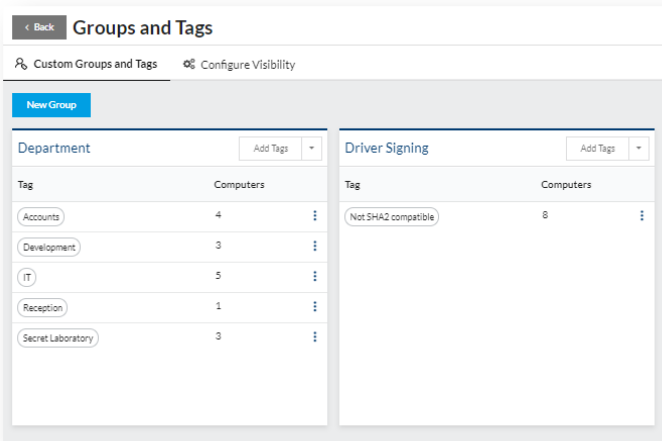 Back
Groups and Tags
Custom Groups and Tags
Configure Visibility
New Group
Department
Add Tags
Tag Computers
Accounts 4
Development 3
IT 5
Reception 1
Secret Laboratory 3
Driver Signing
Add Tags
Tag Computers
Not SHA2 compatible 8